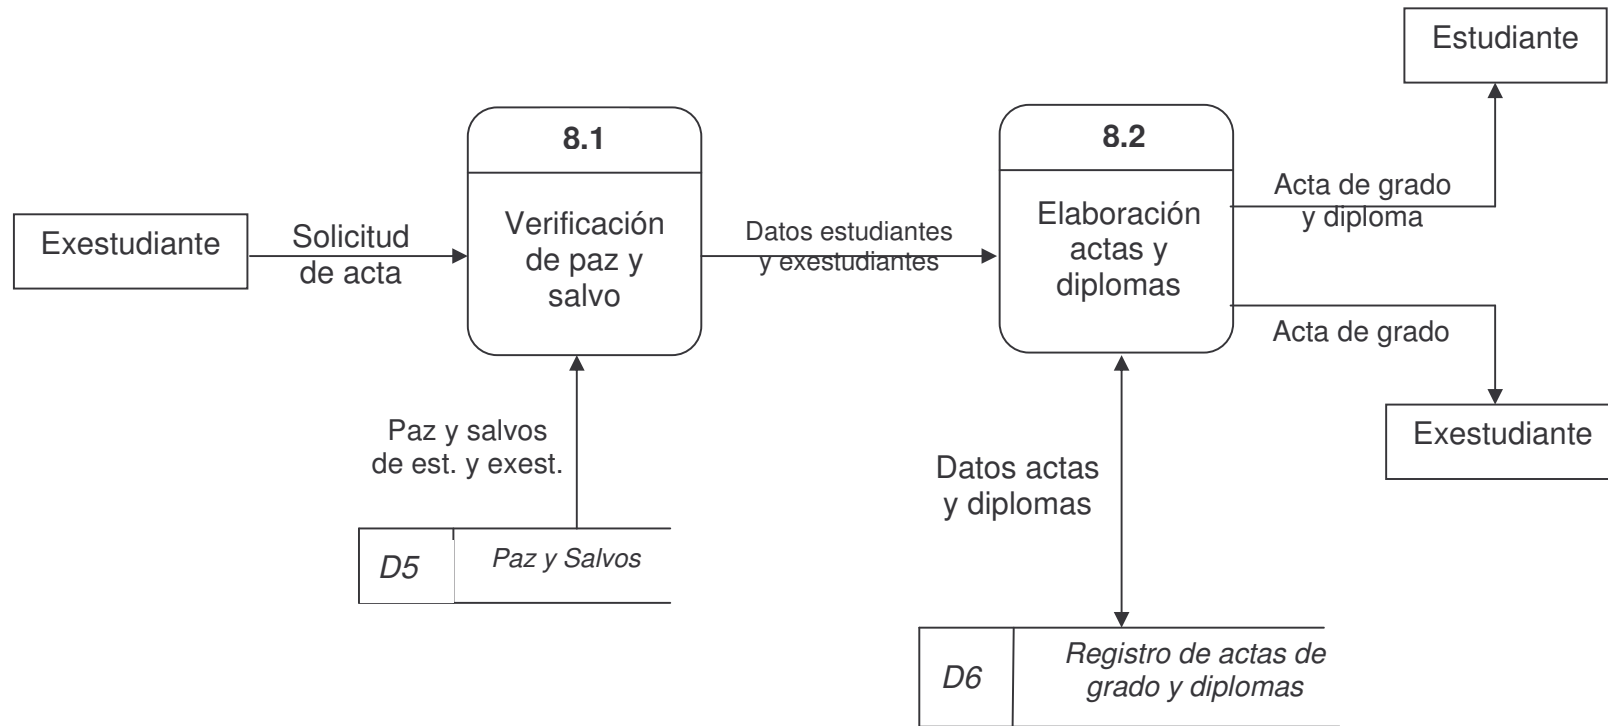 Estudiante
8.1
8.2
Exestudiante
Solicitud
de acta
Verificación
de paz y
salvo
Datos estudiantes
y exestudiantes
Elaboración
actas y
diplomas
Acta de grado
y diploma
Acta de grado
Exestudiante
Paz y salvos
de est. y exest.
Datos actas
y diplomas
D5
Paz y Salvos
D6
Registro de actas de
grado y diplomas